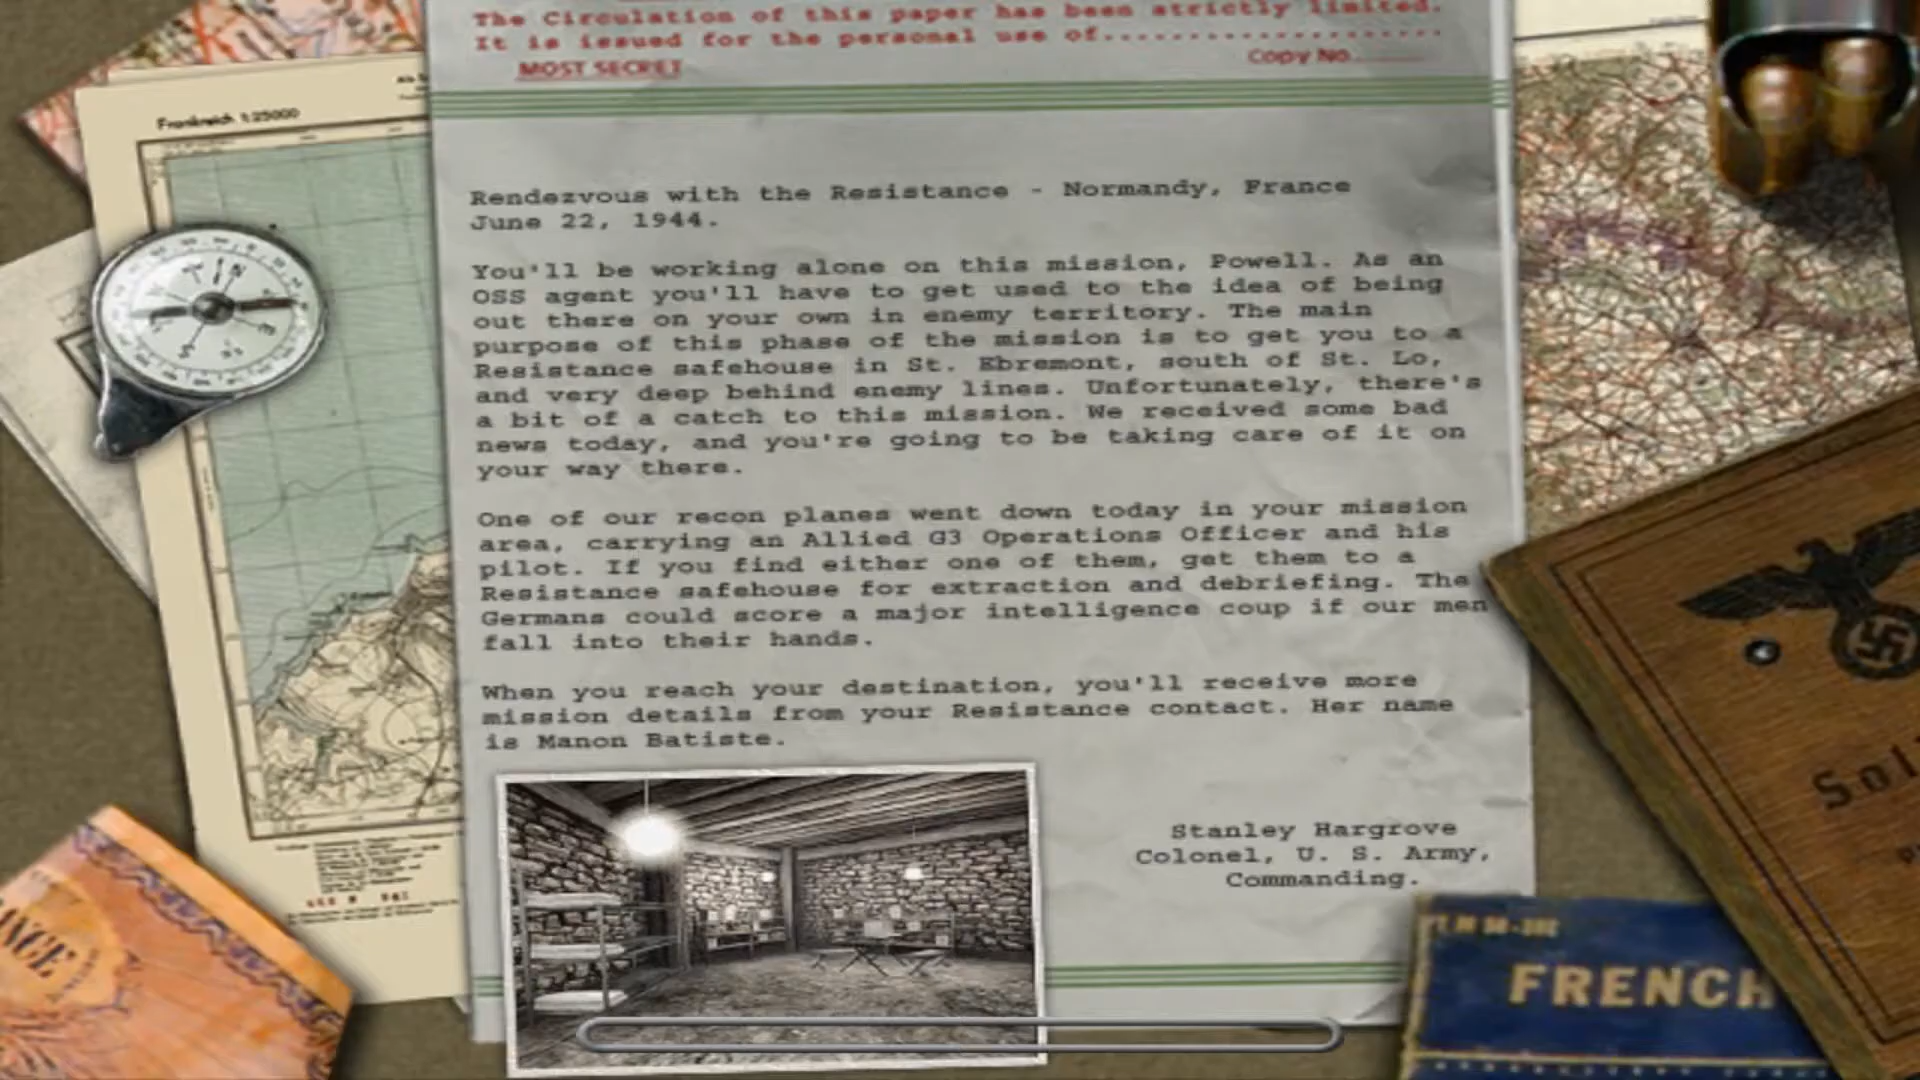 The Circulation of this paper has been strictly limited.
It is issued for the personal use of.....................
MOST SECRET
Copy No.
Frankreich 1:25000
Rendezvous with the Resistance - Normandy, France
June 22, 1944.
You'll be working alone on this mission, Powell. As an
OSS agent you'll have to get used to the idea of being
out there on your own in enemy territory. The main
purpose of this phase of the mission is to get you to a
Resistance safehouse in St. Ebremont, south of St. Lo,
and very deep behind enemy lines. Unfortunately, there's
a bit of a catch to this mission. We received some bad
news today, and you're going to be taking care of it on
your way there.
One of our recon planes went down today in your mission
area, carrying an Allied G3 Operations Officer and his
pilot. If you find either one of them, get them to a
Resistance safehouse for extraction and debriefing. The
Germans could score a major intelligence coup if our men
fall into their hands.
When you reach your destination, you'll receive more
mission details from your Resistance contact. Her name
is Manon Batiste.
Stanley Hargrove
Colonel, U. S. Army,
Commanding.
FRENCH